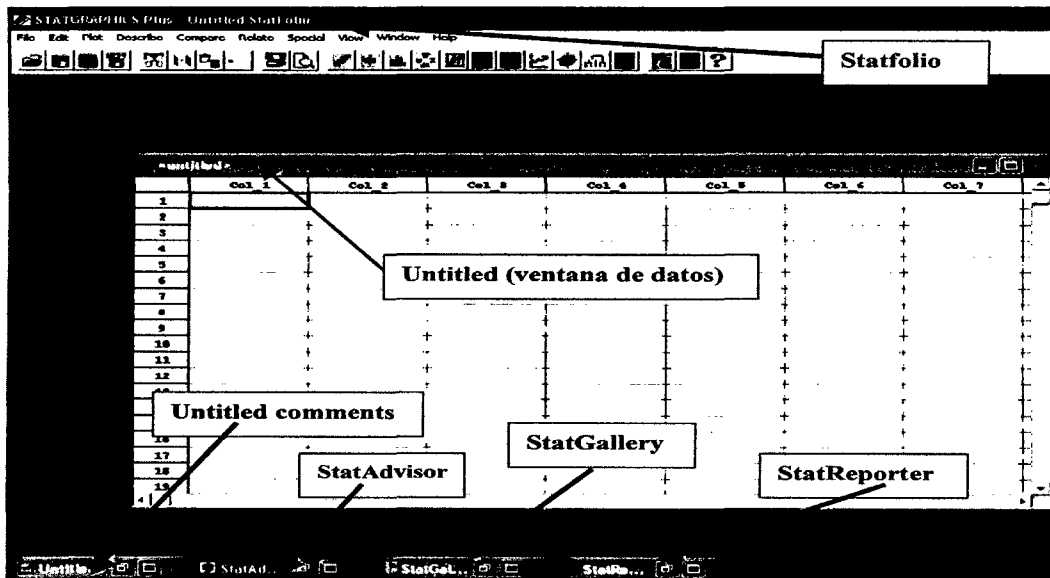 STATGRAPHICS Plus - Untitled StatFolio
File Edit Plot Describe Compare Relate Special View Window Help
Statfolio
<untitled>
Col_1 Col_2 Col_3 Col_4 Col_5 Col_6 Col_7
1
2
3
4
5
Untitled (ventana de datos)
6
7
8
9
10
11
12
Untitled comments
16
StatGallery
17
StatAdvisor
StatReporter
18
19
Untitle... StatAd... StatGal... StatRe...